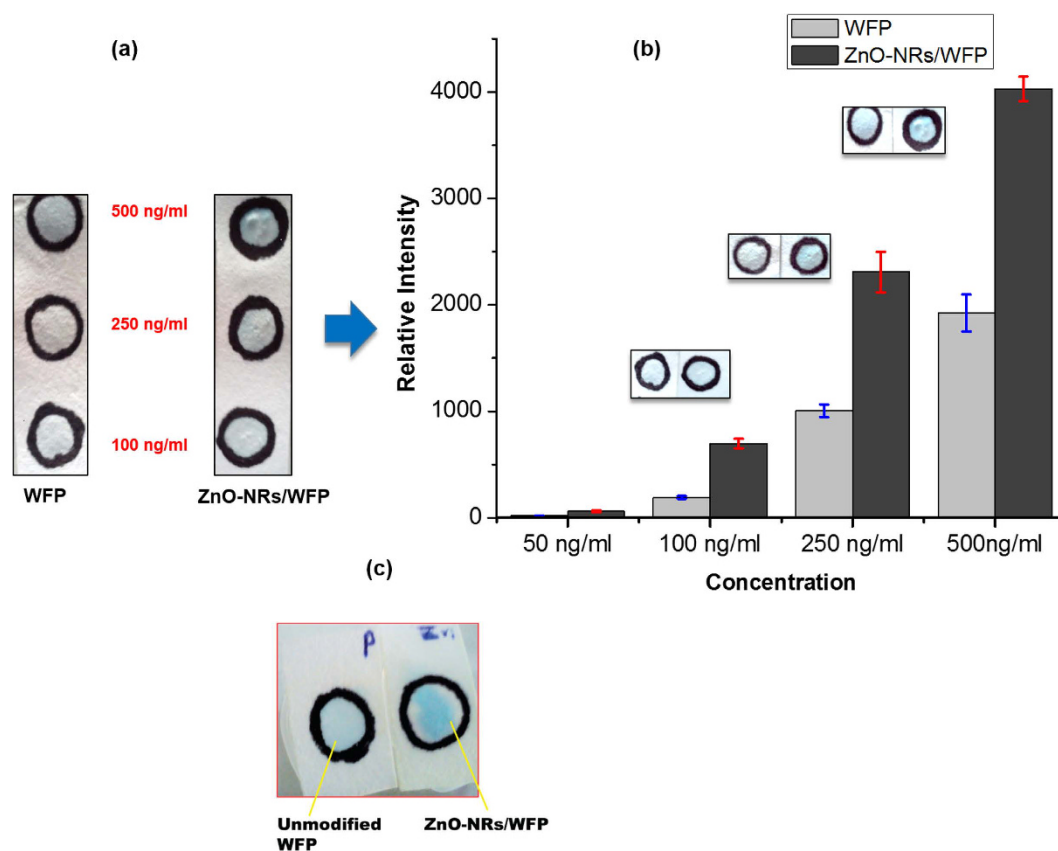 (a)
500 ng/ml
250 ng/ml
100 ng/ml
WFP
ZnO-NRs/WFP
(b)
WFP
ZnO-NRs/WFP
Relative Intensity
4000
3000
2000
1000
0
50 ng/ml
100 ng/ml
250 ng/ml
500ng/ml
Concentration
(c)
P
Zn
Unmodified
WFP
ZnO-NRs/WFP